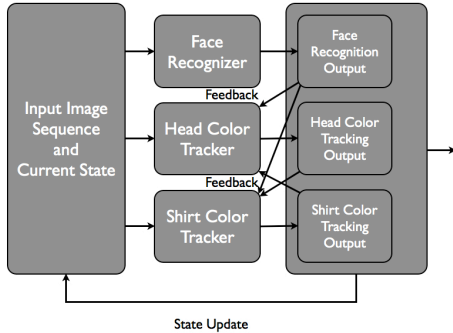 Input Image
Sequence
and
Current State
Face
Recognizer
Feedback
Head Color
Tracker
Feedback
Shirt Color
Tracker
Face
Recognition
Output
Head Color
Tracking
Output
Shirt Color
Tracking
Output
State Update